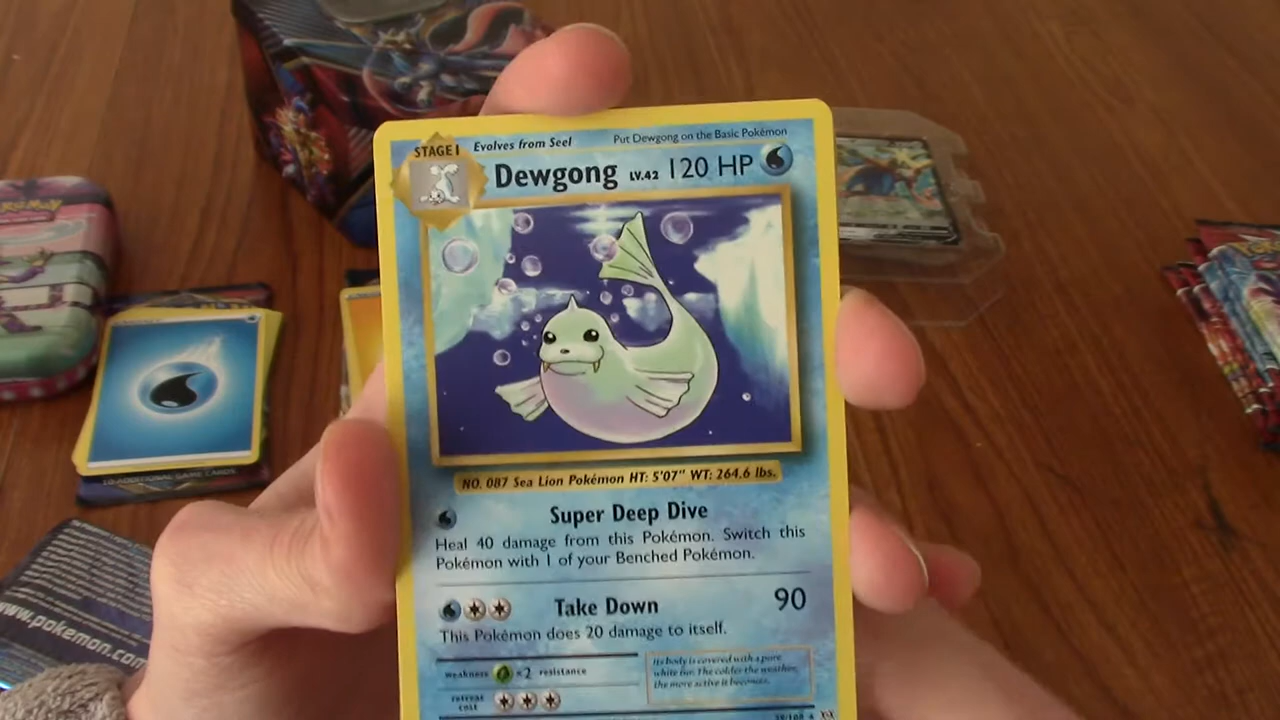 STAGE 1 Evolves from Seel Put Dewgong on the Basic Pokémon
Dewgong LV.42 120 HP
NO. 087 Sea Lion Pokémon HT: 5'07" WT: 264.6 lbs.
Super Deep Dive
Heal 40 damage from this Pokémon. Switch this
Pokémon with 1 of your Benched Pokémon.
Take Down 90
This Pokémon does 20 damage to itself.
weakness ×2 resistance
retreat
cost
Its body is covered with a pure
white fur. The colder the weather,
the more active it becomes.
10 ADDITIONAL GAME CARDS
www.pokemon.com